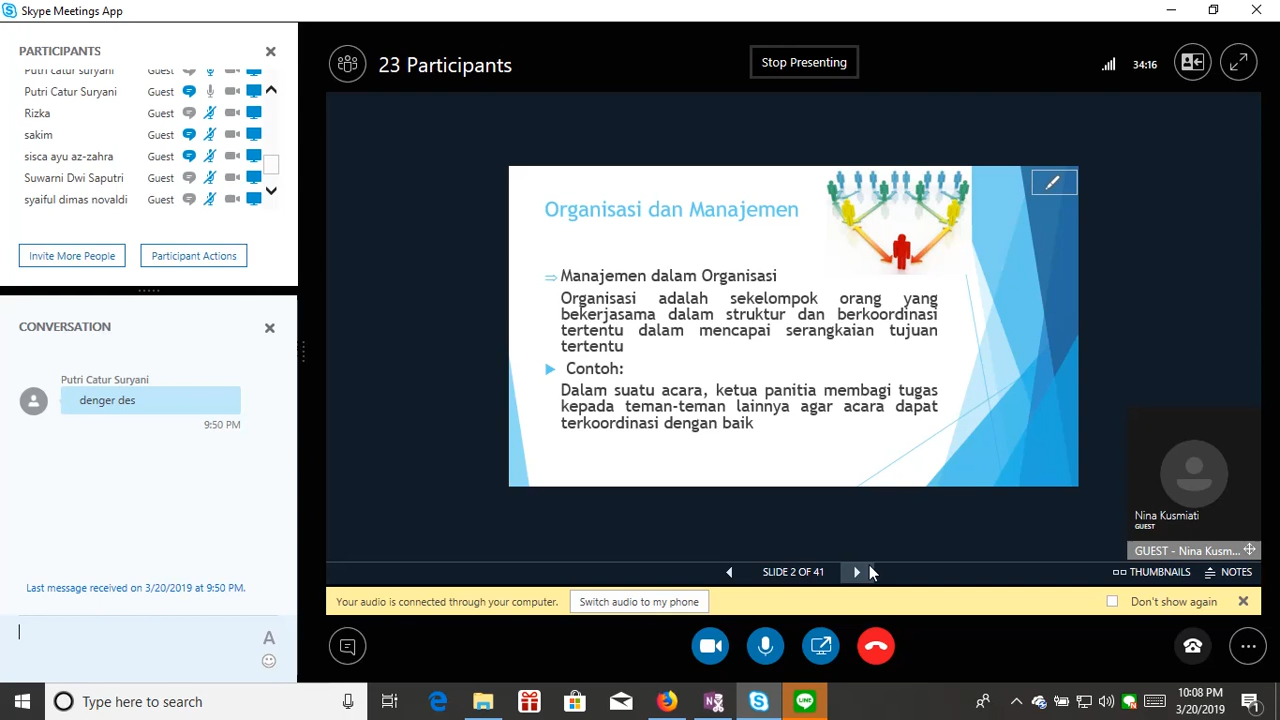 Skype Meetings App
PARTICIPANTS
Putri catur suryani Guest
Putri Catur Suryani Guest
Rizka Guest
sakim Guest
sisca ayu az-zahra Guest
Suwarni Dwi Saputri Guest
syaiful dimas novaldi Guest
Invite More People Participant Actions
CONVERSATION
Putri Catur Suryani
denger des
9:50 PM
Last message received on 3/20/2019 at 9:50 PM.
A
23 Participants
Stop Presenting
34:16
Organisasi dan Manajemen
Manajemen dalam Organisasi
Organisasi adalah sekelompok orang yang
bekerjasama dalam struktur dan berkoordinasi
tertentu dalam mencapai serangkaian tujuan
tertentu
Contoh:
Dalam suatu acara, ketua panitia membagi tugas
kepada teman-teman lainnya agar acara dapat
terkoordinasi dengan baik
Nina Kusmiati
GUEST
GUEST - Nina Kusm...
SLIDE 2 OF 41
THUMBNAILS NOTES
Your audio is connected through your computer. Switch audio to my phone Don't show again
Type here to search
LINE
10:08 PM
3/20/2019
1